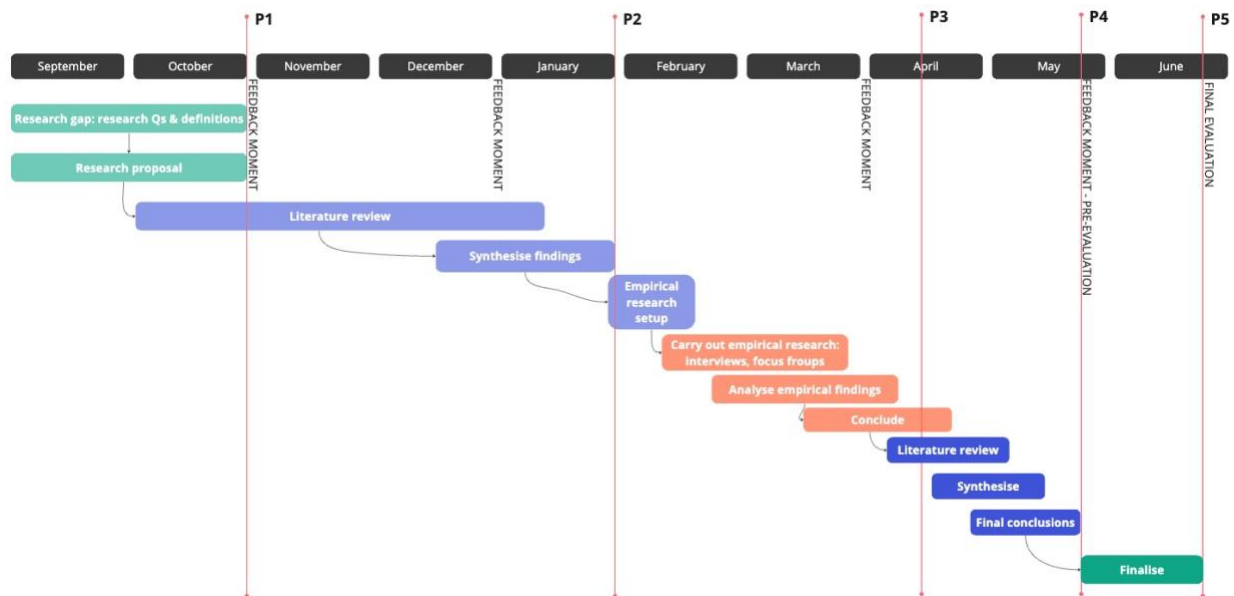 P1
P2
P3
P4
P5
September
October
November
December
January
February
March
April
May
June
FEEDBACK MOMENT
FEEDBACK MOMENT
FEEDBACK MOMENT
FEEDBACK MOMENT - PRE-EVALUATION
FINAL EVALUATION
Research gap: research Qs & definitions
Research proposal
Literature review
Synthesise findings
Empirical
research
setup
Carry out empirical research:
interviews, focus froups
Analyse empirical findings
Conclude
Literature review
Synthesise
Final conclusions
Finalise